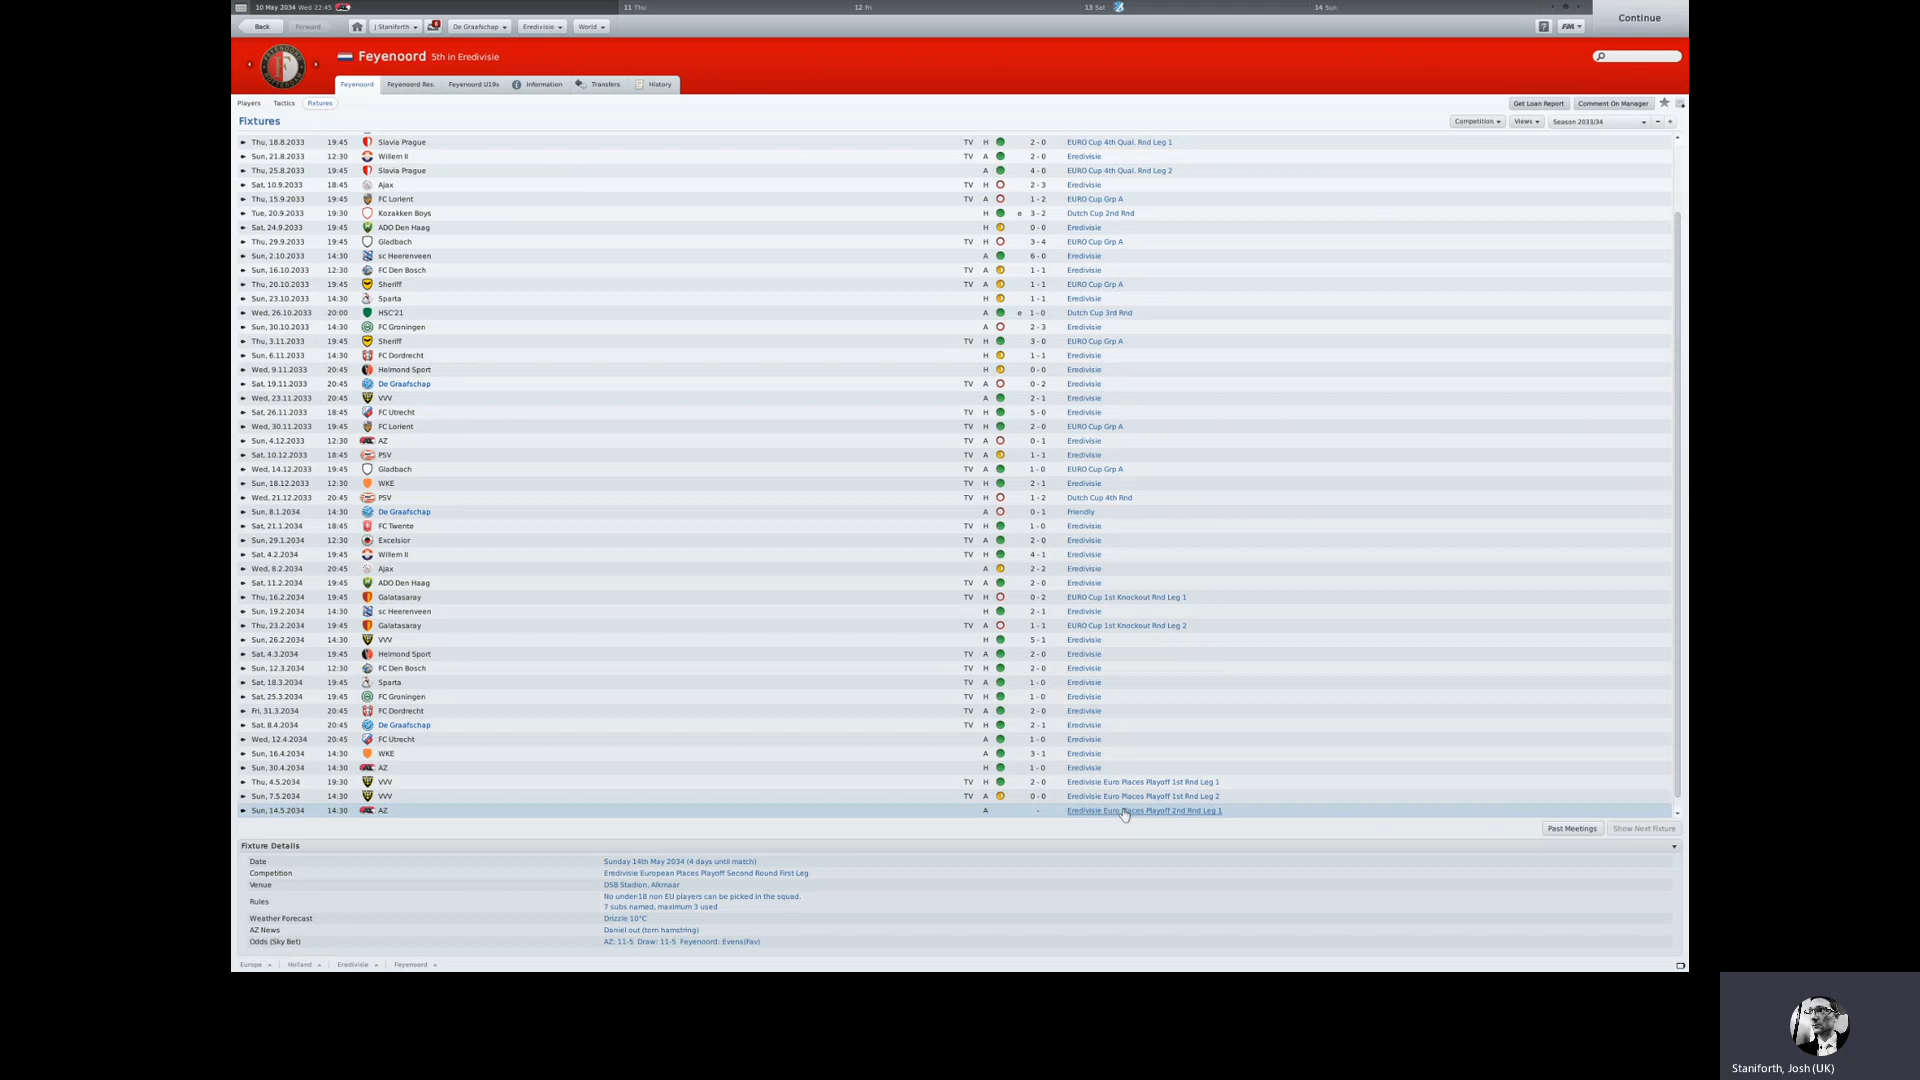 10 May 2034 Wed 22:45
11 Thu 12 Fri 13 Sat 14 Sun
Back Forward J Staniforth 6 De Graafschap Eredivisie World ? FM Continue
Feyenoord 5th in Eredivisie
Feyenoord Feyenoord Res. Feyenoord U19s Information Transfers History
Players Tactics Fixtures Get Loan Report Comment On Manager
Fixtures Competition Views Season 2033/34
Thu, 18.8.2033 19:45 Slavia Prague TV H 2 - 0 EURO Cup 4th Qual. Rnd Leg 1
Sun, 21.8.2033 12:30 Willem II TV A 2 - 0 Eredivisie
Thu, 25.8.2033 19:45 Slavia Prague A 4 - 0 EURO Cup 4th Qual. Rnd Leg 2
Sat, 10.9.2033 18:45 Ajax TV H 2 - 3 Eredivisie
Thu, 15.9.2033 19:45 FC Lorient TV A 1 - 2 EURO Cup Grp A
Tue, 20.9.2033 19:30 Kozakken Boys H e 3 - 2 Dutch Cup 2nd Rnd
Sat, 24.9.2033 19:45 ADO Den Haag H 0 - 0 Eredivisie
Thu, 29.9.2033 19:45 Gladbach TV H 3 - 4 EURO Cup Grp A
Sun, 2.10.2033 14:30 sc Heerenveen A 6 - 0 Eredivisie
Sun, 16.10.2033 12:30 FC Den Bosch TV A 1 - 1 Eredivisie
Thu, 20.10.2033 19:45 Sheriff TV A 1 - 1 EURO Cup Grp A
Sun, 23.10.2033 14:30 Sparta H 1 - 1 Eredivisie
Wed, 26.10.2033 20:00 HSC'21 A e 1 - 0 Dutch Cup 3rd Rnd
Sun, 30.10.2033 14:30 FC Groningen A 2 - 3 Eredivisie
Thu, 3.11.2033 19:45 Sheriff TV H 3 - 0 EURO Cup Grp A
Sun, 6.11.2033 14:30 FC Dordrecht H 1 - 1 Eredivisie
Wed, 9.11.2033 20:45 Helmond Sport H 0 - 0 Eredivisie
Sat, 19.11.2033 20:45 De Graafschap TV A 0 - 2 Eredivisie
Wed, 23.11.2033 20:45 VVV A 2 - 1 Eredivisie
Sat, 26.11.2033 18:45 FC Utrecht TV H 5 - 0 Eredivisie
Wed, 30.11.2033 19:45 FC Lorient TV H 2 - 0 EURO Cup Grp A
Sun, 4.12.2033 12:30 AZ TV A 0 - 1 Eredivisie
Sat, 10.12.2033 18:45 PSV TV A 1 - 1 Eredivisie
Wed, 14.12.2033 19:45 Gladbach TV A 1 - 0 EURO Cup Grp A
Sun, 18.12.2033 12:30 WKE TV H 2 - 1 Eredivisie
Wed, 21.12.2033 20:45 PSV TV H 1 - 2 Dutch Cup 4th Rnd
Sun, 8.1.2034 14:30 De Graafschap A 0 - 1 Friendly
Sat, 21.1.2034 18:45 FC Twente TV H 1 - 0 Eredivisie
Sun, 29.1.2034 12:30 Excelsior TV A 2 - 0 Eredivisie
Sat, 4.2.2034 19:45 Willem II TV H 4 - 1 Eredivisie
Wed, 8.2.2034 20:45 Ajax A 2 - 2 Eredivisie
Sat, 11.2.2034 19:45 ADO Den Haag TV A 2 - 0 Eredivisie
Thu, 16.2.2034 19:45 Galatasaray TV H 0 - 2 EURO Cup 1st Knockout Rnd Leg 1
Sun, 19.2.2034 14:30 sc Heerenveen H 2 - 1 Eredivisie
Thu, 23.2.2034 19:45 Galatasaray TV A 1 - 1 EURO Cup 1st Knockout Rnd Leg 2
Sun, 26.2.2034 14:30 VVV H 5 - 1 Eredivisie
Sat, 4.3.2034 19:45 Helmond Sport TV A 2 - 0 Eredivisie
Sun, 12.3.2034 12:30 FC Den Bosch TV H 2 - 0 Eredivisie
Sat, 18.3.2034 19:45 Sparta TV A 1 - 0 Eredivisie
Sat, 25.3.2034 19:45 FC Groningen TV H 1 - 0 Eredivisie
Fri, 31.3.2034 20:45 FC Dordrecht TV A 2 - 0 Eredivisie
Sat, 8.4.2034 20:45 De Graafschap TV H 2 - 1 Eredivisie
Wed, 12.4.2034 20:45 FC Utrecht A 1 - 0 Eredivisie
Sun, 16.4.2034 14:30 WKE A 3 - 1 Eredivisie
Sun, 30.4.2034 14:30 AZ H 1 - 0 Eredivisie
Thu, 4.5.2034 19:30 VVV TV H 2 - 0 Eredivisie Euro Places Playoff 1st Rnd Leg 1
Sun, 7.5.2034 14:30 VVV TV A 0 - 0 Eredivisie Euro Places Playoff 1st Rnd Leg 2
Sun, 14.5.2034 14:30 AZ A - Eredivisie Euro Places Playoff 2nd Rnd Leg 1
Past Meetings Show Next Fixture
Fixture Details
Date Sunday 14th May 2034 (4 days until match)
Competition Eredivisie European Places Playoff Second Round First Leg
Venue DSB Stadion, Alkmaar
Rules No under-18 non EU players can be picked in the squad.
7 subs named, maximum 3 used
Weather Forecast Drizzle 10°C
AZ News Daniel out (torn hamstring)
Odds (Sky Bet) AZ: 11-5 Draw: 11-5 Feyenoord: Evens(Fav)
Europe Holland Eredivisie Feyenoord
Staniforth, Josh (UK)